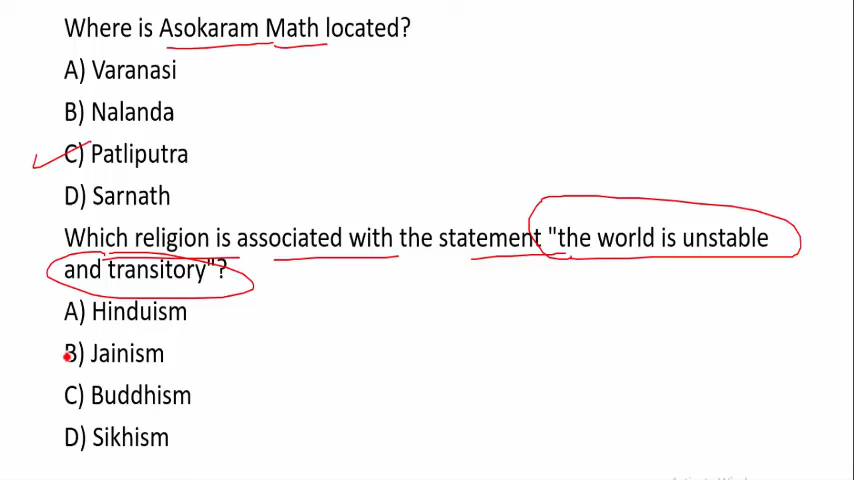 Where is Asokaram Math located?
A) Varanasi
B) Nalanda
C) Patliputra
D) Sarnath
Which religion is associated with the statement "the world is unstable
and transitory"?
A) Hinduism
B) Jainism
C) Buddhism
D) Sikhism